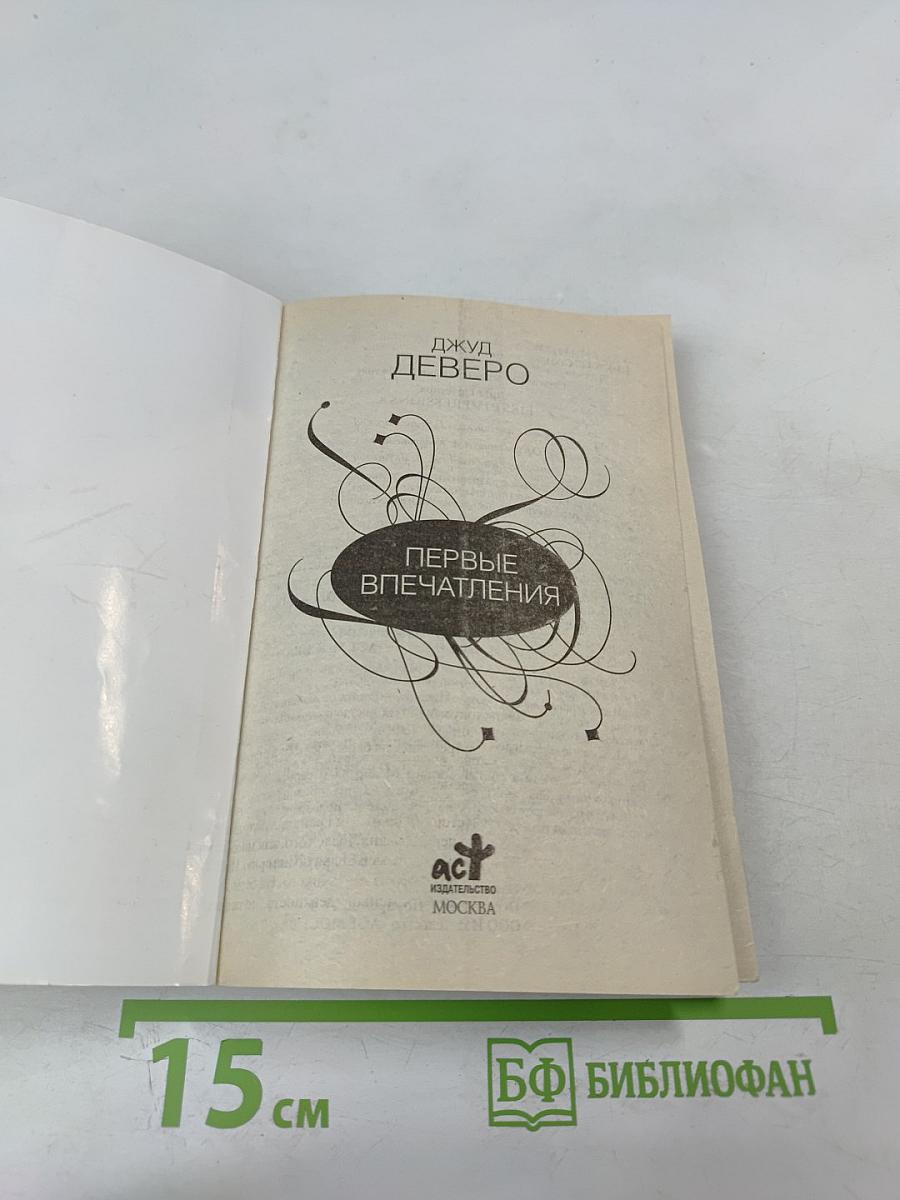 ДЖУД
ДЕВЕРО
ПЕРВЫЕ
ВПЕЧАТЛЕНИЯ
аст
ИЗДАТЕЛЬСТВО
МОСКВА
15 см
БФ БИБЛИОФАН